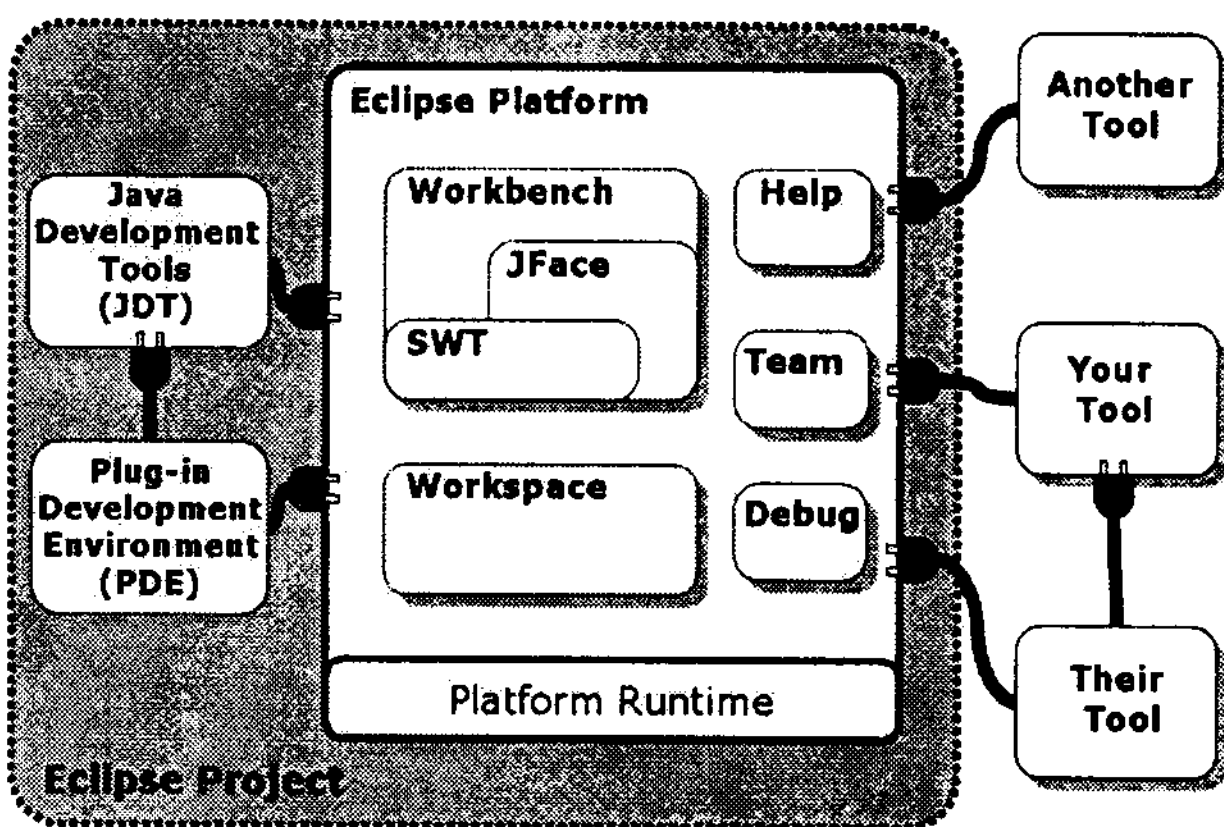 Eclipse Platform
Another
Tool
Java
Development
Tools
(JDT)
Workbench
JFace
SWT
Help
Team
Your
Tool
Plug-in
Development
Environment
(PDE)
Workspace
Debug
Platform Runtime
Their
Tool
Eclipse Project